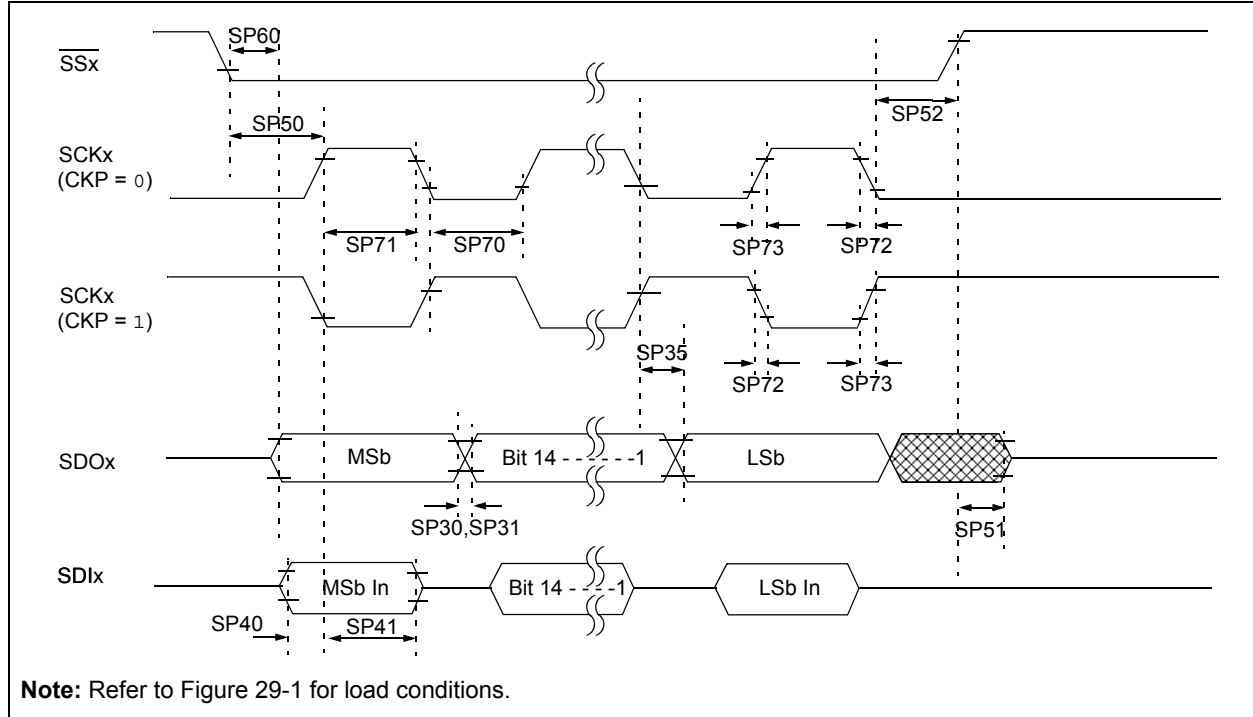 SP60
SSx
SP52
SP50
SCKx
(CKP = 0)
SP71
SP70
SP73
SP72
SCKx
(CKP = 1)
SP35
SP72
SP73
SDOx
MSb
Bit 14 - - - - - -1
LSb
SP30,SP31
SP51
SDIx
MSb In
Bit 14 - - - -1
LSb In
SP40
SP41
Note: Refer to Figure 29-1 for load conditions.